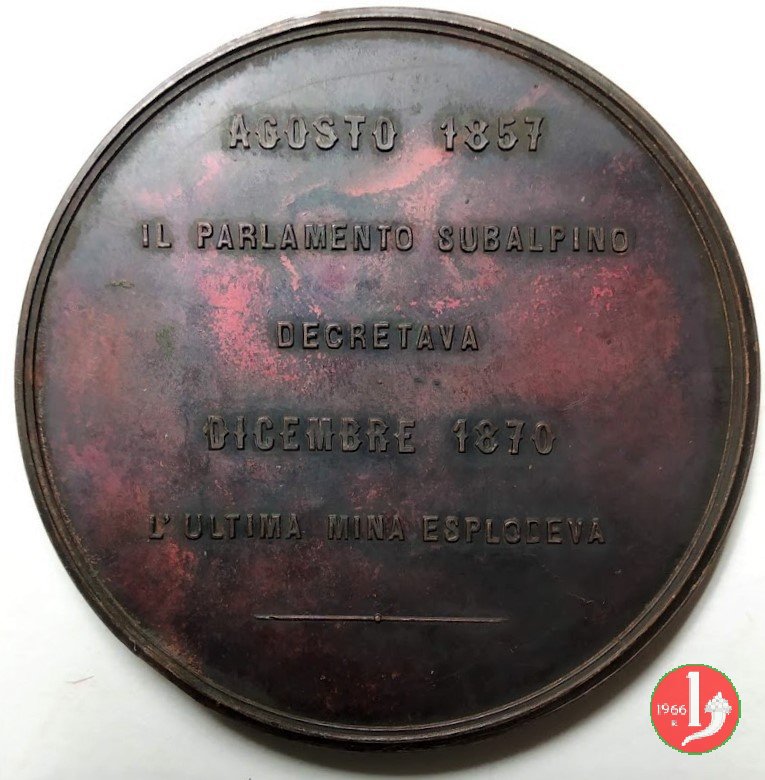 AGOSTO 1857
IL PARLAMENTO SUBALPINO
DECRETAVA
DICEMBRE 1870
L'ULTIMA MINA ESPLODEVA
1966
R